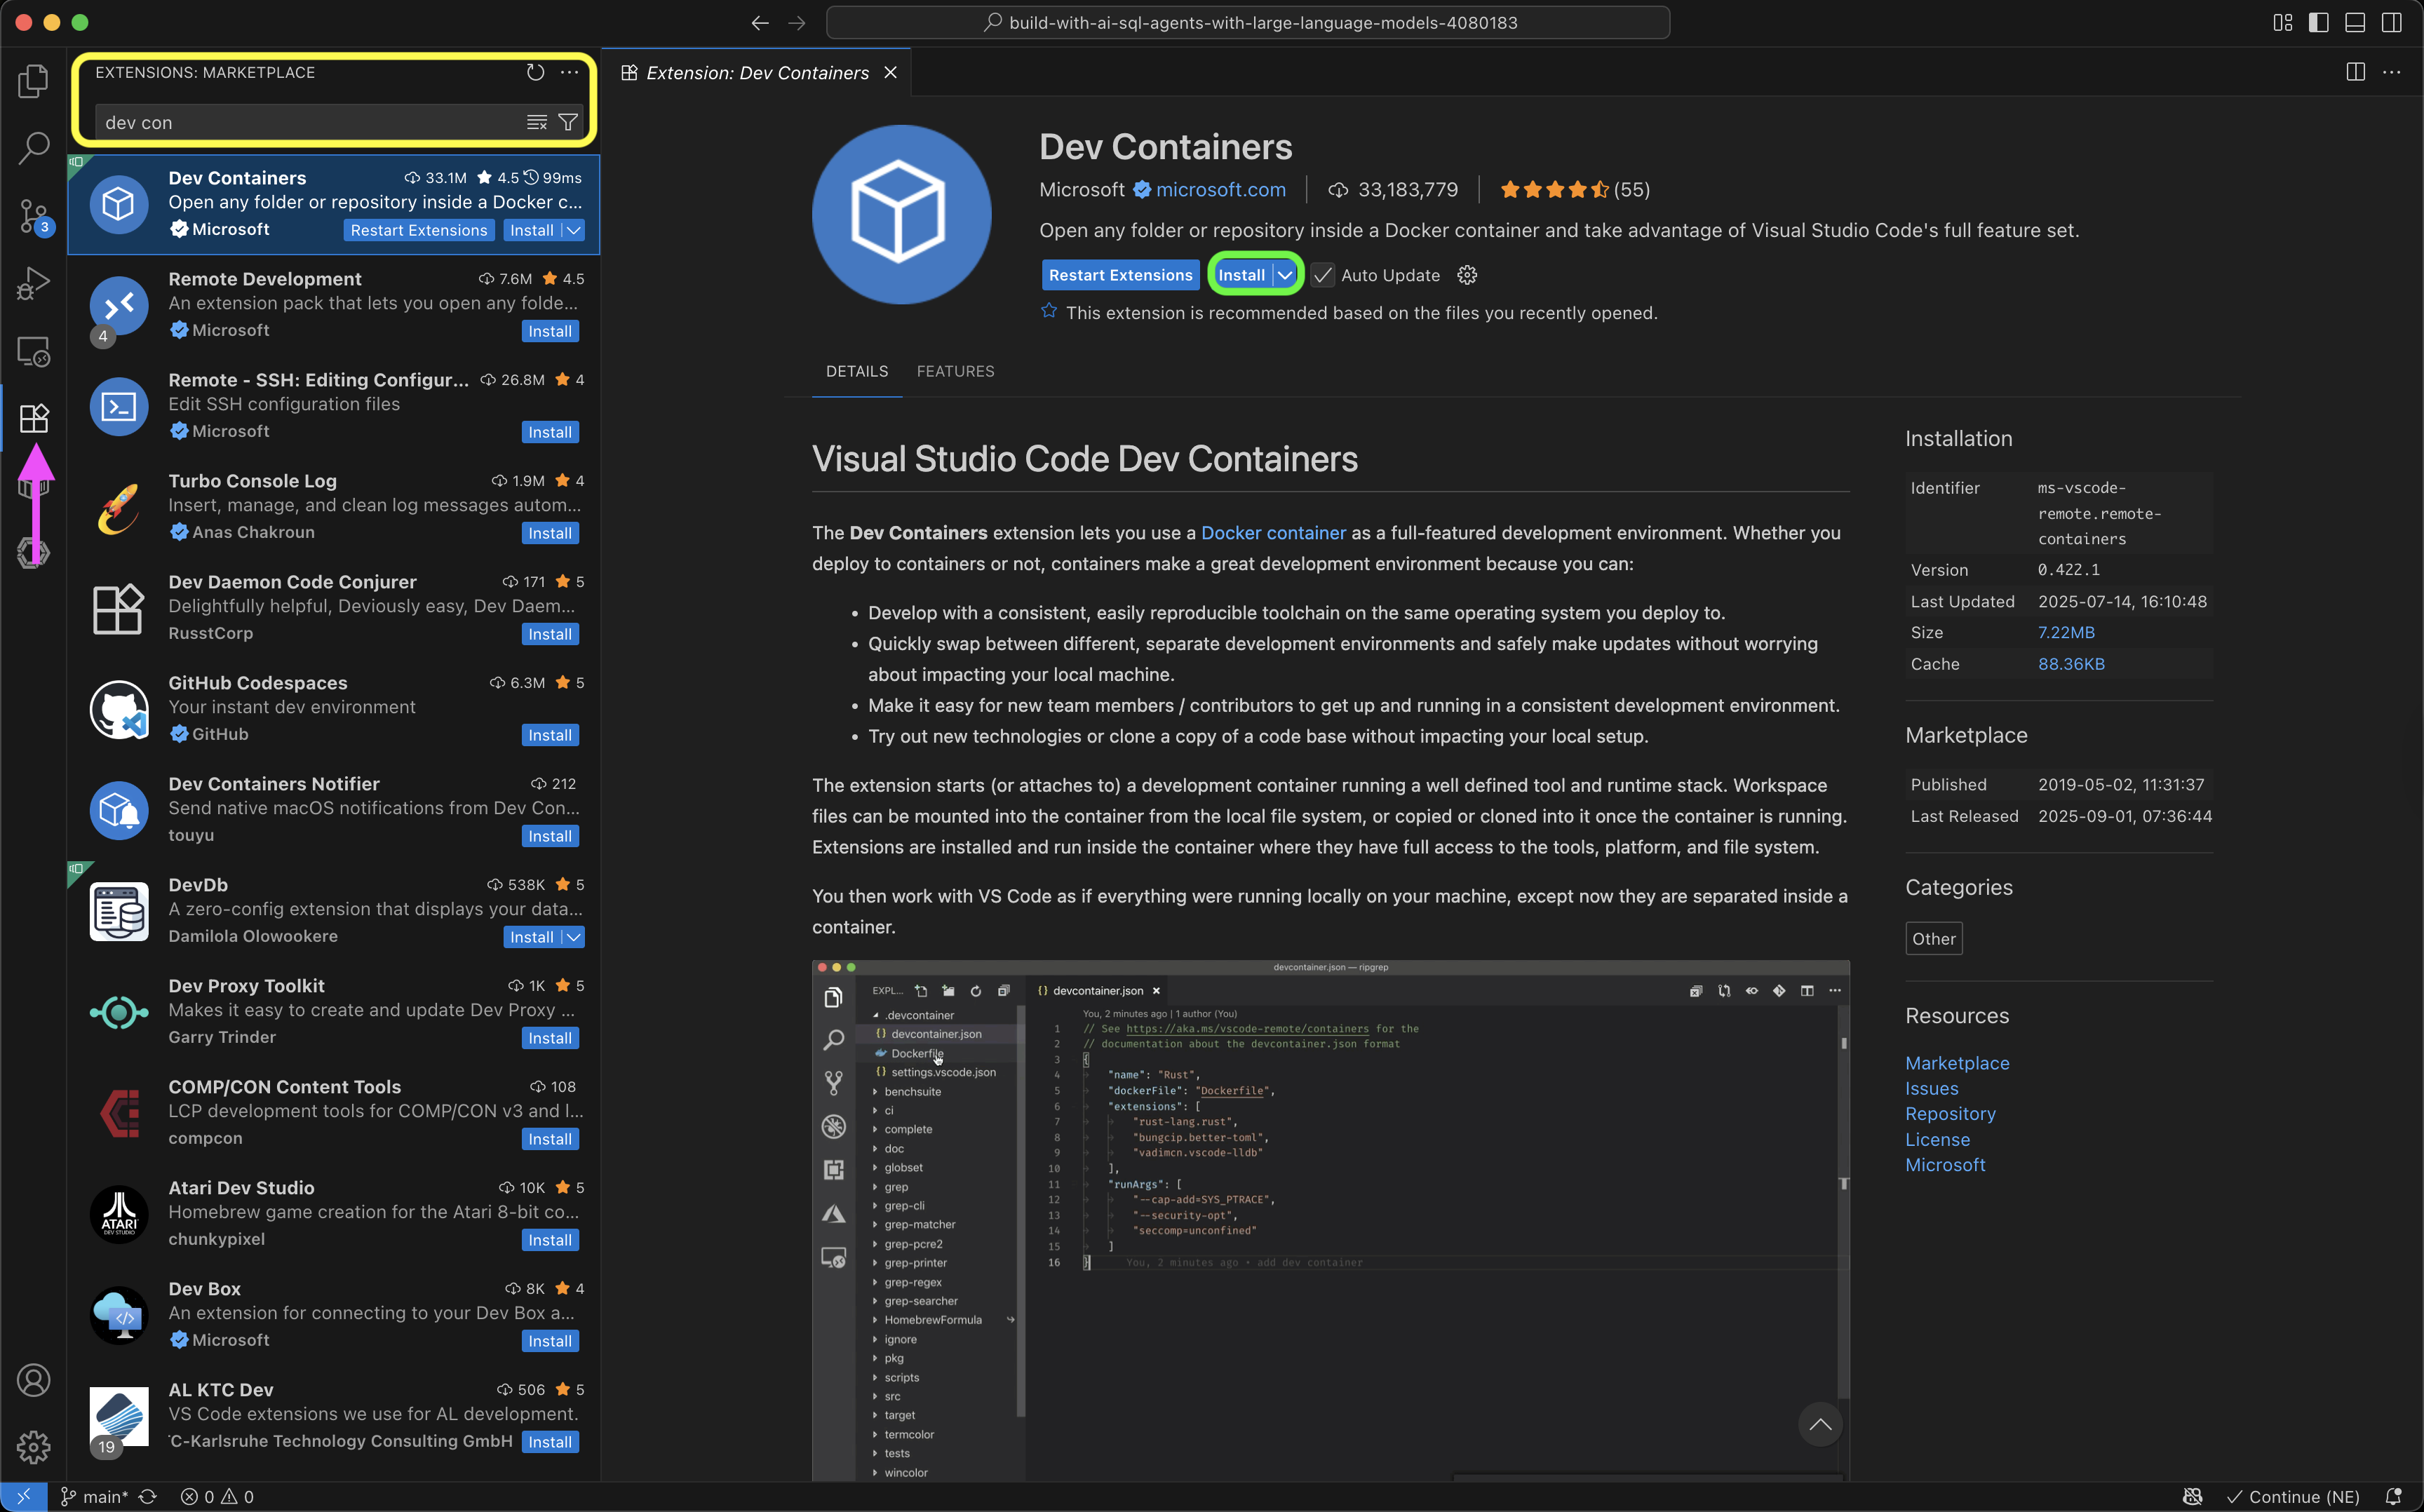 build-with-ai-sql-agents-with-large-language-models-4080183
EXTENSIONS: MARKETPLACE
dev con
3
Dev Containers
33.1M 4.5 99ms
Open any folder or repository inside a Docker c...
Microsoft
Restart Extensions
Install
Remote Development
7.6M 4.5
An extension pack that lets you open any folde...
4
Microsoft
Install
Remote - SSH: Editing Configur...
26.8M 4
Edit SSH configuration files
Microsoft
Install
Turbo Console Log
1.9M 4
Insert, manage, and clean log messages autom...
Anas Chakroun
Install
Dev Daemon Code Conjurer
171 5
Delightfully helpful, Deviously easy, Dev Daem...
RusstCorp
Install
GitHub Codespaces
6.3M 5
Your instant dev environment
GitHub
Install
Dev Containers Notifier
212
Send native macOS notifications from Dev Con...
touyu
Install
DevDb
538K 5
A zero-config extension that displays your data...
Damilola Olowookere
Install
Dev Proxy Toolkit
1K 5
Makes it easy to create and update Dev Proxy ...
Garry Trinder
Install
COMP/CON Content Tools
108
LCP development tools for COMP/CON v3 and l...
compcon
Install
Atari Dev Studio
10K 5
Homebrew game creation for the Atari 8-bit co...
ATARI
DEV STUDIO
chunkypixel
Install
Dev Box
8K 4
An extension for connecting to your Dev Box a...
Microsoft
Install
AL KTC Dev
506 5
VS Code extensions we use for AL development.
19
C-Karlsruhe Technology Consulting GmbH
Install
Extension: Dev Containers
Dev Containers
Microsoft microsoft.com 33,183,779 (55)
Open any folder or repository inside a Docker container and take advantage of Visual Studio Code's full feature set.
Restart Extensions Install Auto Update
This extension is recommended based on the files you recently opened.
DETAILS FEATURES
Visual Studio Code Dev Containers
The Dev Containers extension lets you use a Docker container as a full-featured development environment. Whether you
deploy to containers or not, containers make a great development environment because you can:
• Develop with a consistent, easily reproducible toolchain on the same operating system you deploy to.
• Quickly swap between different, separate development environments and safely make updates without worrying
about impacting your local machine.
• Make it easy for new team members / contributors to get up and running in a consistent development environment.
• Try out new technologies or clone a copy of a code base without impacting your local setup.
The extension starts (or attaches to) a development container running a well defined tool and runtime stack. Workspace
files can be mounted into the container from the local file system, or copied or cloned into it once the container is running.
Extensions are installed and run inside the container where they have full access to the tools, platform, and file system.
You then work with VS Code as if everything were running locally on your machine, except now they are separated inside a
container.
devcontainer.json — ripgrep
EXPL...
.devcontainer
{} devcontainer.json
Dockerfile
{} settings.vscode.json
benchsuite
ci
complete
doc
globset
grep
grep-cli
grep-matcher
grep-pcre2
grep-printer
grep-regex
grep-searcher
HomebrewFormula
ignore
pkg
scripts
src
target
termcolor
tests
wincolor
{} devcontainer.json
You, 2 minutes ago | 1 author (You)
1 // See https://aka.ms/vscode-remote/containers for the
2 // documentation about the devcontainer.json format
3 {
4 "name": "Rust",
5 "dockerFile": "Dockerfile",
6 "extensions": [
7 "rust-lang.rust",
8 "bungcip.better-toml",
9 "vadimcn.vscode-lldb"
10 ],
11 "runArgs": [
12 "--cap-add=SYS_PTRACE",
13 "--security-opt",
14 "seccomp=unconfined"
15 ]
16 } You, 2 minutes ago • add dev container
Installation
Identifier
ms-vscode-
remote.remote-
containers
Version 0.422.1
Last Updated 2025-07-14, 16:10:48
Size 7.22MB
Cache 88.36KB
Marketplace
Published 2019-05-02, 11:31:37
Last Released 2025-09-01, 07:36:44
Categories
Other
Resources
Marketplace
Issues
Repository
License
Microsoft
main* 0 0
Continue (NE)